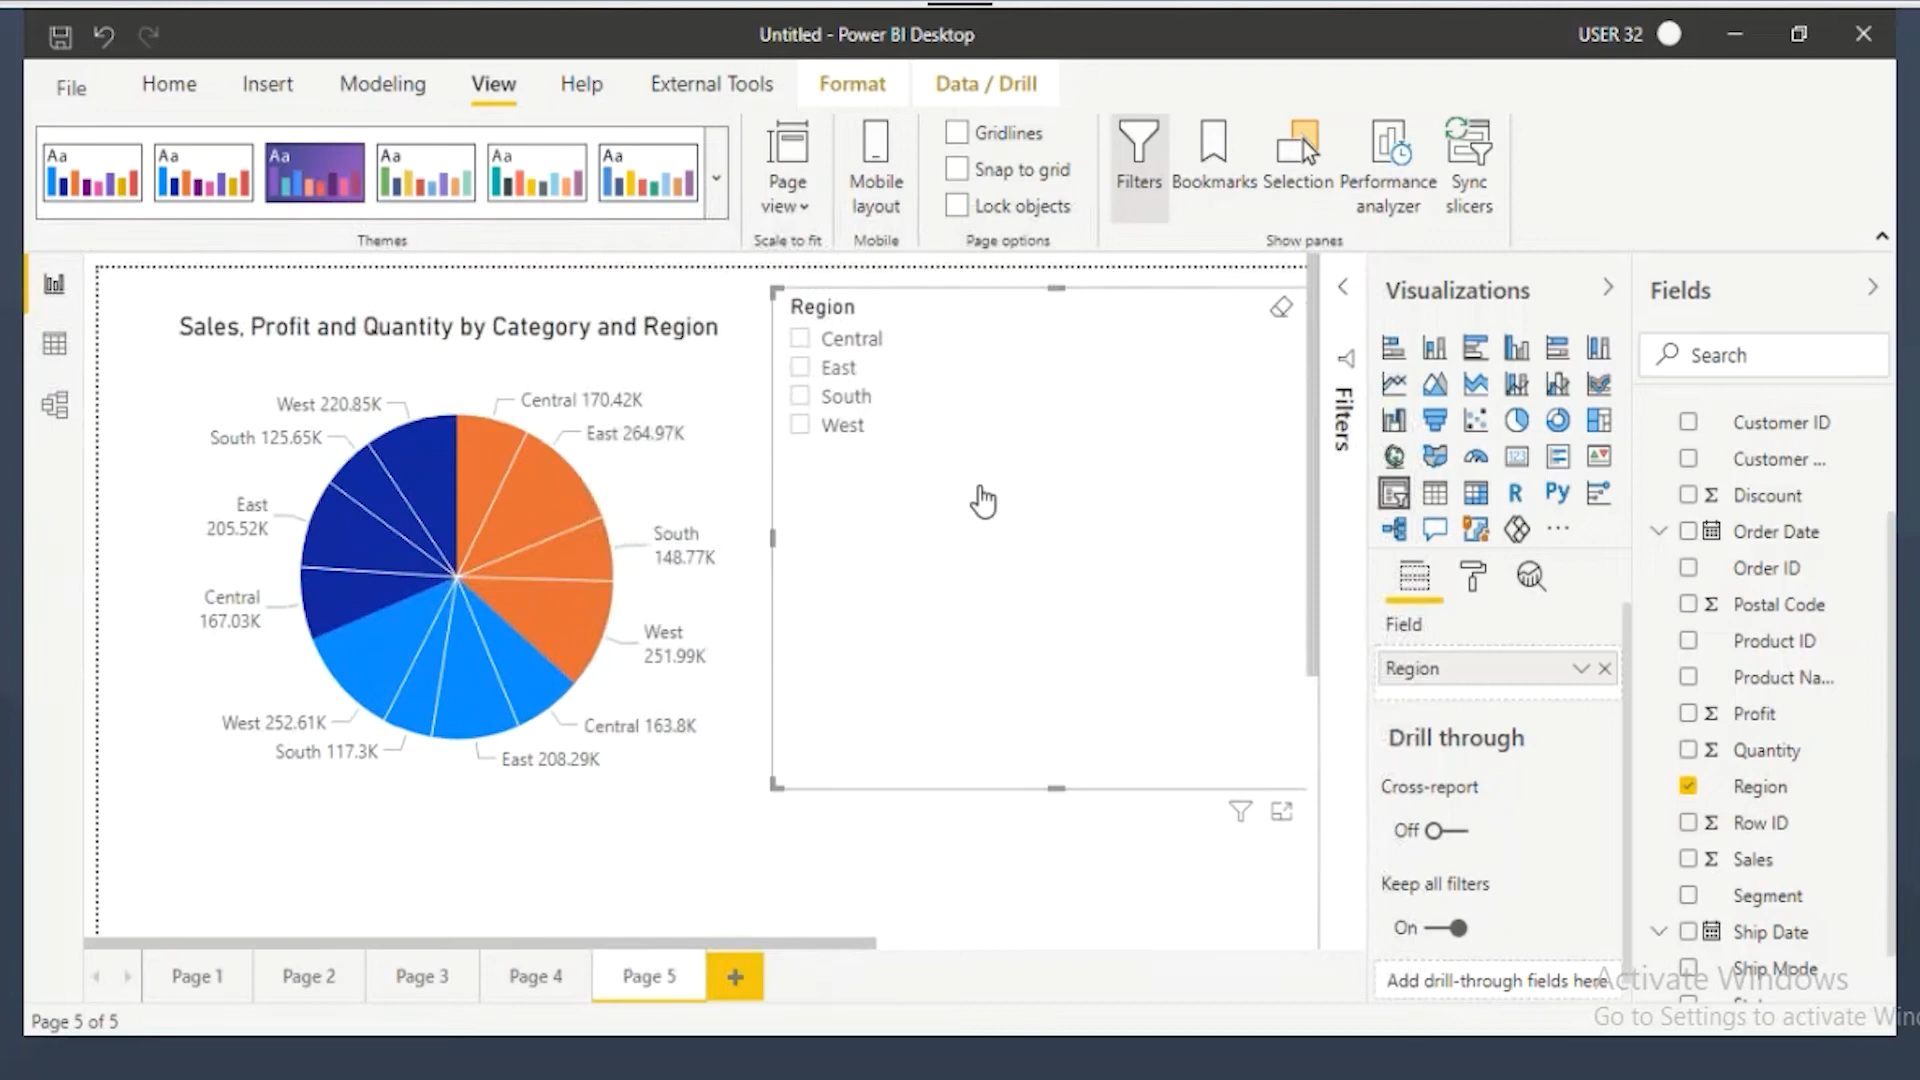 Untitled - Power BI Desktop
USER 32
File
Home
Insert
Modeling
View
Help
External Tools
Format
Data / Drill
Aa
Aa
Aa
Aa
Aa
Aa
Themes
Page
view
Scale to fit
Mobile
layout
Mobile
Gridlines
Snap to grid
Lock objects
Page options
Filters
Bookmarks
Selection
Performance
analyzer
Sync
slicers
Show panes
Sales, Profit and Quantity by Category and Region
West 220.85K
Central 170.42K
South 125.65K
East 264.97K
East
205.52K
South
148.77K
Central
167.03K
West
251.99K
West 252.61K
Central 163.8K
South 117.3K
East 208.29K
Region
Central
East
South
West
Filters
Visualizations
123
R
Py
Field
Region
Drill through
Cross-report
Off
Keep all filters
On
Add drill-through fields here
Fields
Search
Customer ID
Customer ...
Σ Discount
Order Date
Order ID
Σ Postal Code
Product ID
Product Na...
Σ Profit
Σ Quantity
Region
Σ Row ID
Σ Sales
Segment
Ship Date
Ship Mode
Activate Windows
Go to Settings to activate Win
Page 1
Page 2
Page 3
Page 4
Page 5
+
Page 5 of 5